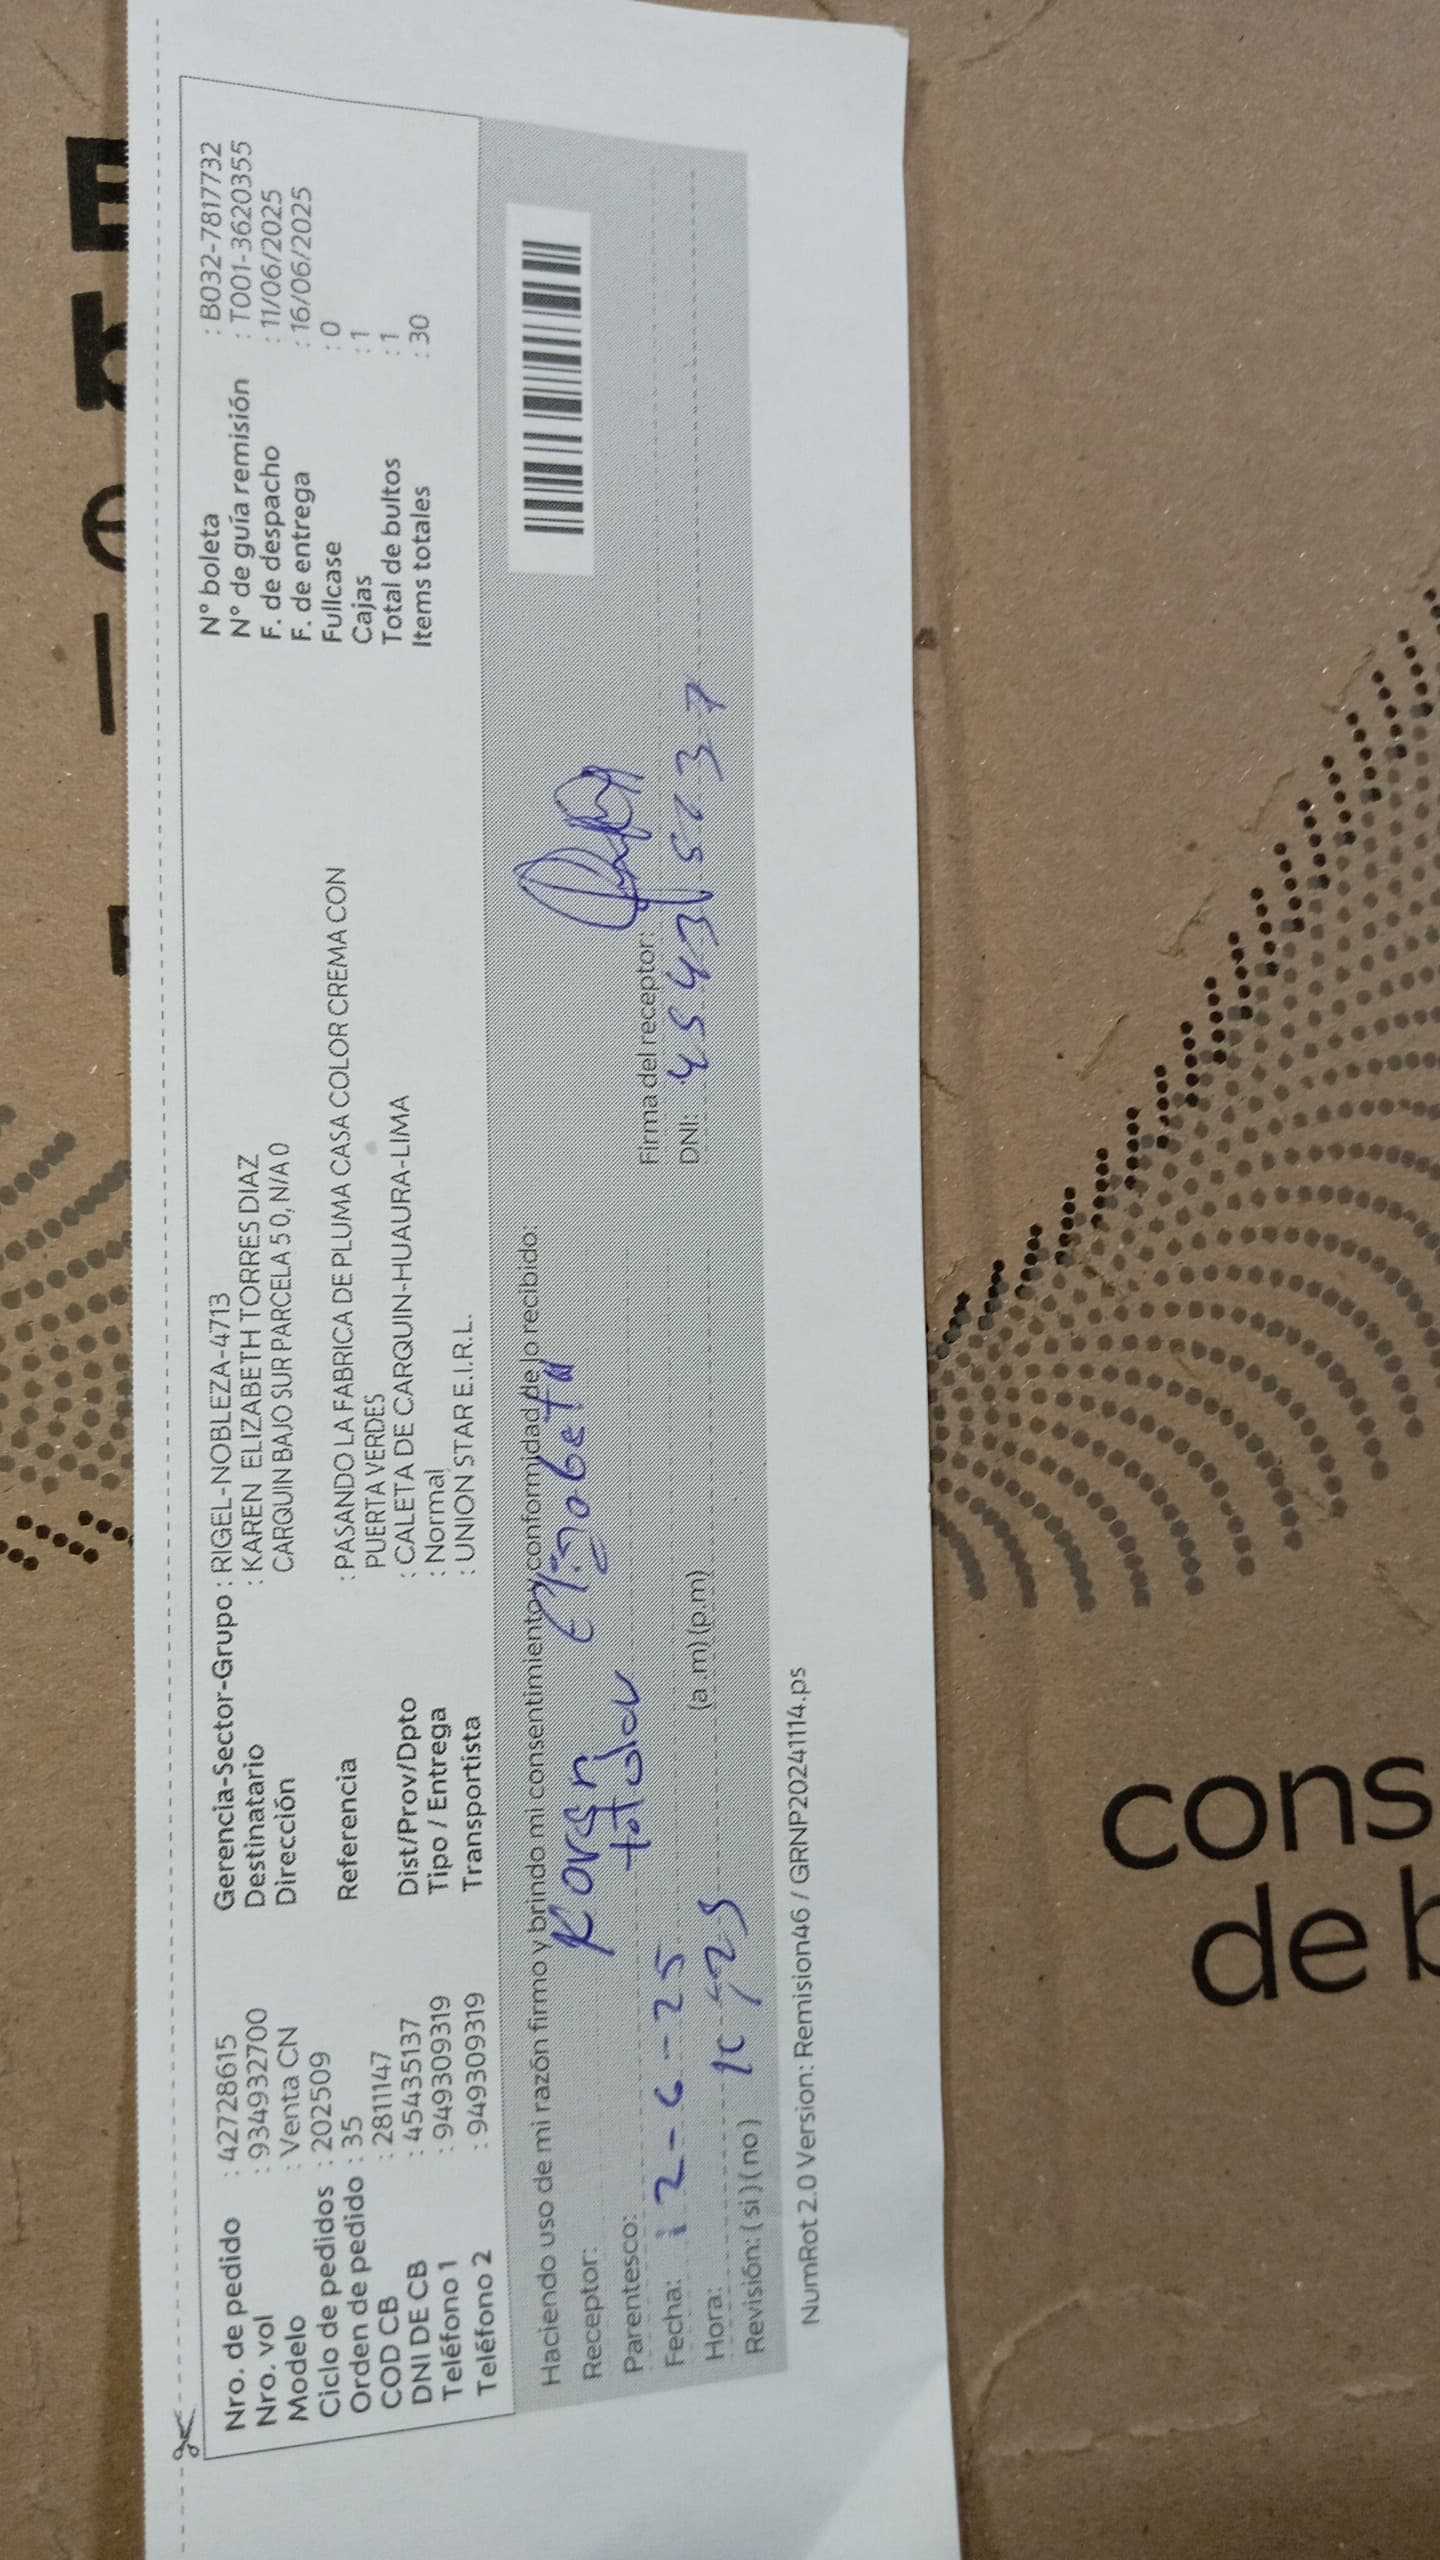 Nro. de pedido : 42728615
Nro. vol : 934932700
Modelo : Venta CN
Ciclo de pedidos : 202509
Orden de pedido : 35
COD CB : 2811147
DNI DE CB : 45435137
Teléfono 1 : 949309319
Teléfono 2 : 949309319
Gerencia-Sector-Grupo : RIGEL-NOBLEZA-4713
Destinatario : KAREN ELIZABETH TORRES DIAZ
Dirección CARQUIN BAJO SUR PARCELA 5 0, N/A 0
Referencia : PASANDO LA FABRICA DE PLUMA CASA COLOR CREMA CON
PUERTA VERDES
Dist/Prov/Dpto : CALETA DE CARQUIN-HUAURA-LIMA
Tipo / Entrega : Normal
Transportista : UNION STAR E.I.R.L.
N° boleta : B032-7817732
N° de guía remisión : T001-3620355
F. de despacho : 11/06/2025
F. de entrega : 16/06/2025
Fullcase : 0
Cajas : 1
Total de bultos : 1
Items totales : 30
Haciendo uso de mi razón firmo y brindo mi consentimiento y conformidad de lo recibido:
Receptor: Karen
Parentesco:
Fecha: 12-6-25
Hora: (a.m) (p.m)
Revisión: ( si ) ( no )
Firma del receptor:
DNI: 45435137
NumRot 2.0 Version: Remision46 / GRNP20241114.ps
cons
de b